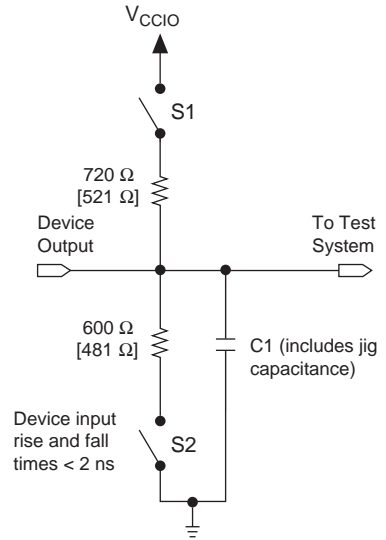 VCCIO
S1
720 Ω
[521 Ω]
Device
Output
To Test
System
600 Ω
[481 Ω]
C1 (includes jig
capacitance)
Device input
rise and fall
times < 2 ns
S2